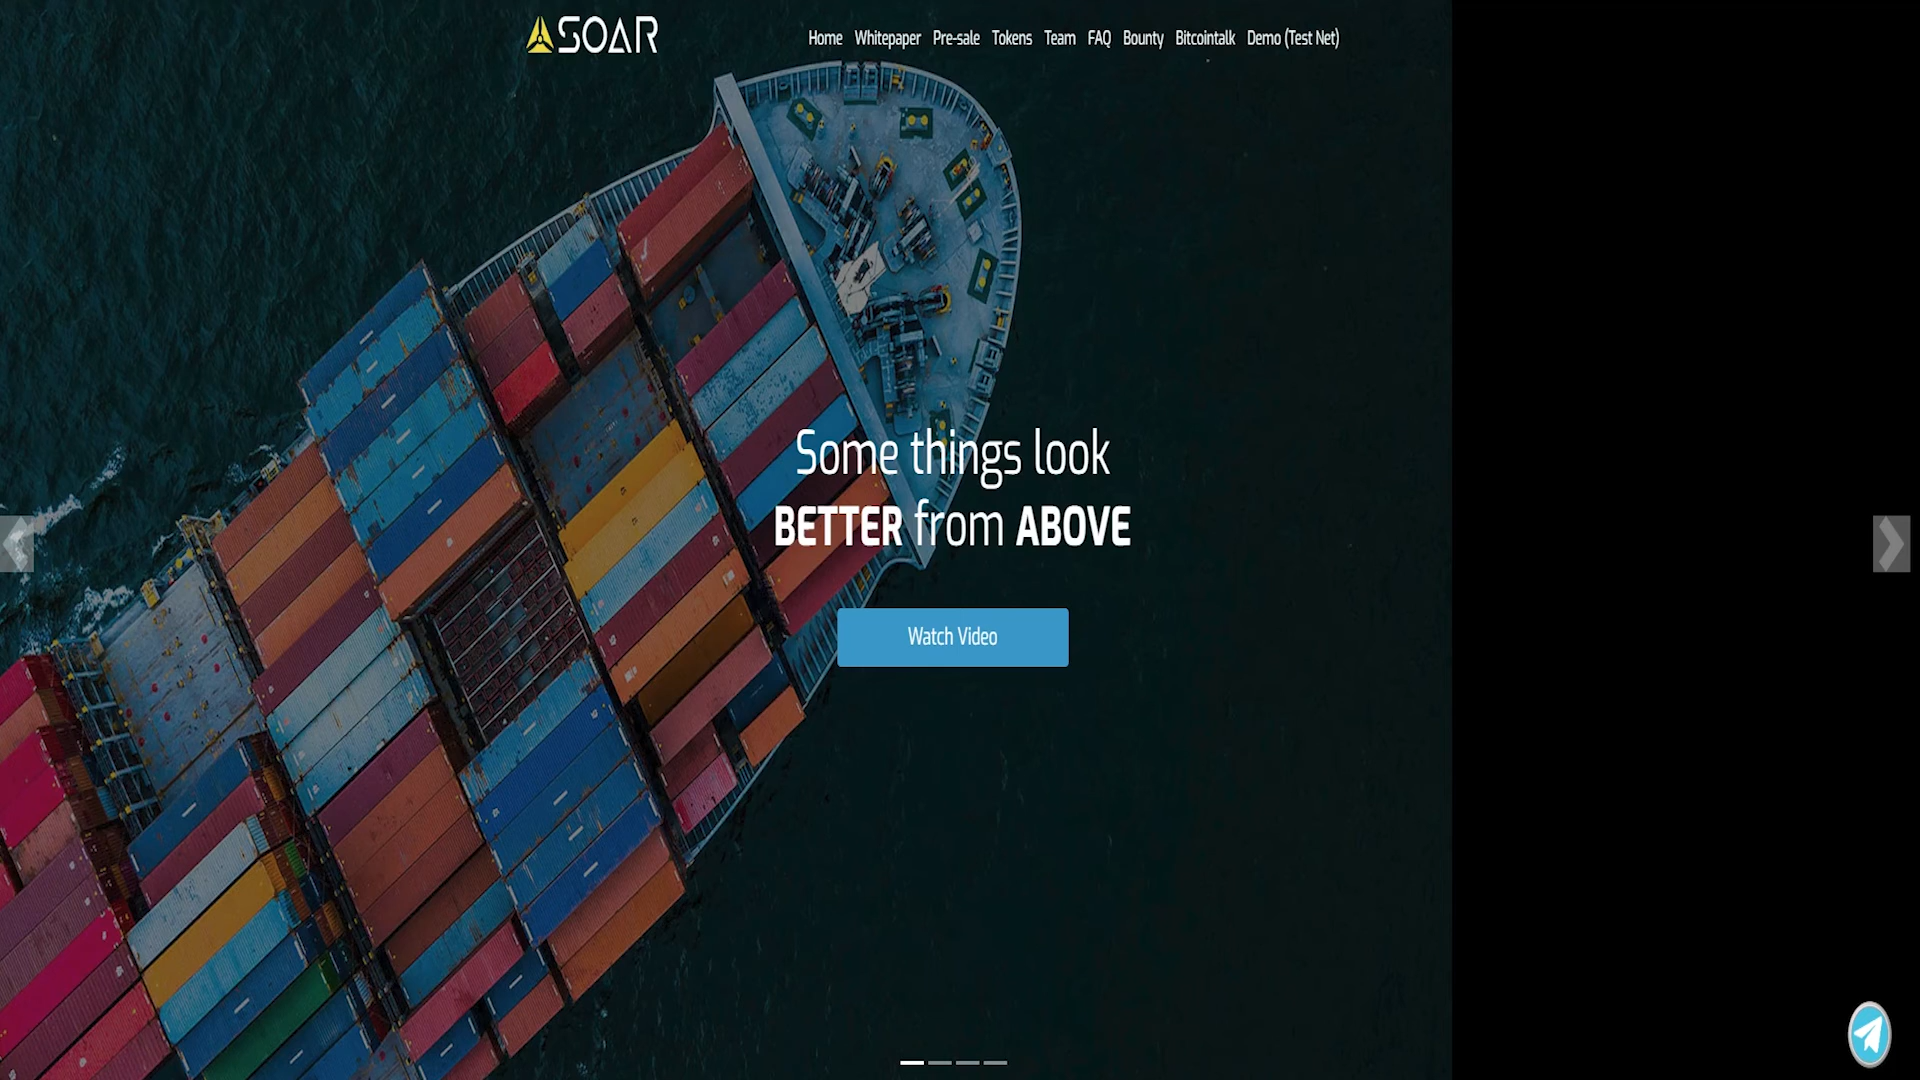 SOAR
Home Whitepaper Pre-sale Tokens Team FAQ Bounty Bitcointalk Demo (Test Net)
Some things look
BETTER from ABOVE
Watch Video